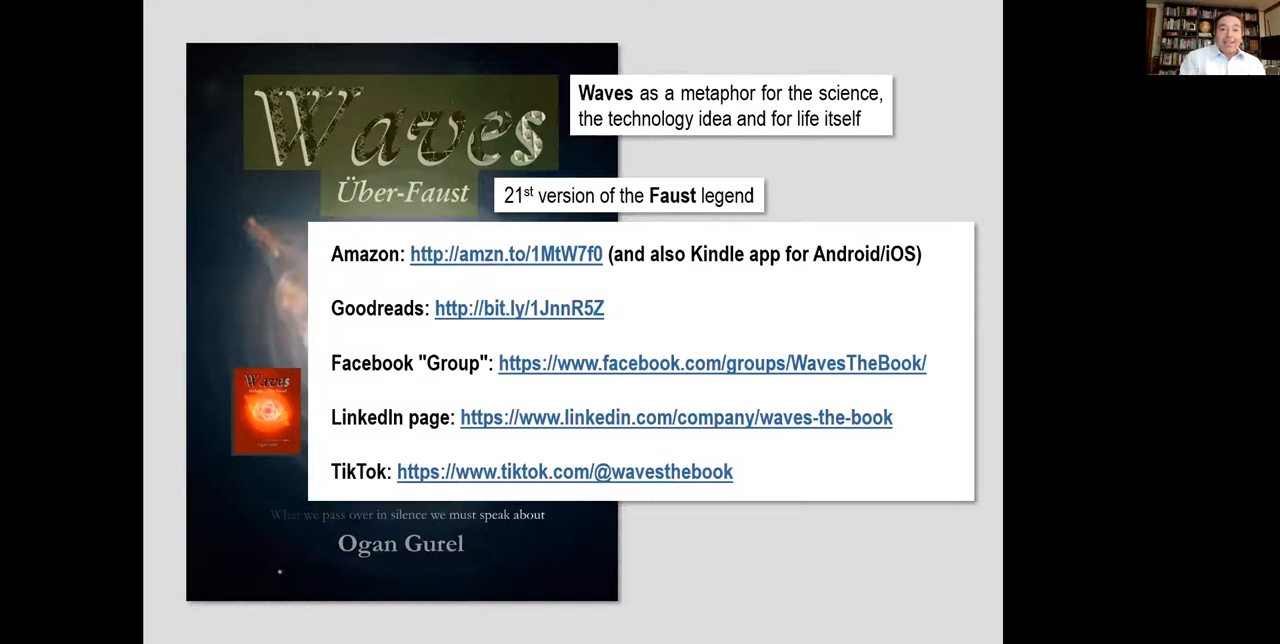 Waves
Über-Faust
Waves as a metaphor for the science,
the technology idea and for life itself
21st version of the Faust legend
Amazon: http://amzn.to/1MtW7f0 (and also Kindle app for Android/iOS)
Goodreads: http://bit.ly/1JnnR5Z
Facebook "Group": https://www.facebook.com/groups/WavesTheBook/
LinkedIn page: https://www.linkedin.com/company/waves-the-book
TikTok: https://www.tiktok.com/@wavesthebook
Waves
What we pass over in silence we must speak about
Ogan Gurel